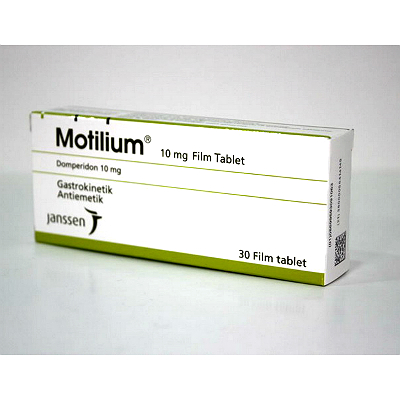 Motilium® 10 mg Film Tablet
Domperidon 10 mg
Gastrokinetik
Antiemetik
janssen
30 Film tablet